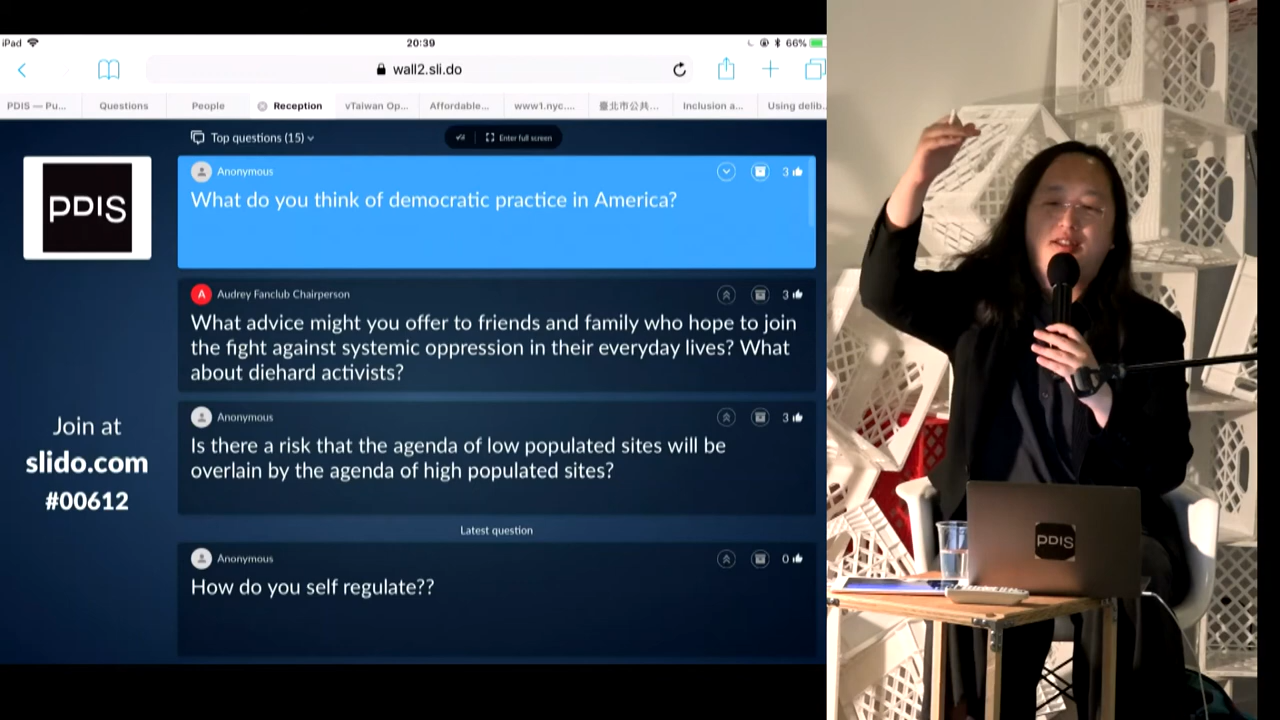 iPad
20:39
66%
wall2.sli.do
PDIS — Pu...
Questions
People
Reception
vTaiwan Op...
Affordable...
www1.nyc....
臺北市公共...
Inclusion a...
Using delib...
Top questions (15)
Enter full screen
PDIS
Anonymous
3
What do you think of democratic practice in America?
A
Audrey Fanclub Chairperson
3
What advice might you offer to friends and family who hope to join
the fight against systemic oppression in their everyday lives? What
about diehard activists?
Anonymous
3
Is there a risk that the agenda of low populated sites will be
overlain by the agenda of high populated sites?
Join at
slido.com
#00612
Latest question
Anonymous
0
How do you self regulate??
PDIS